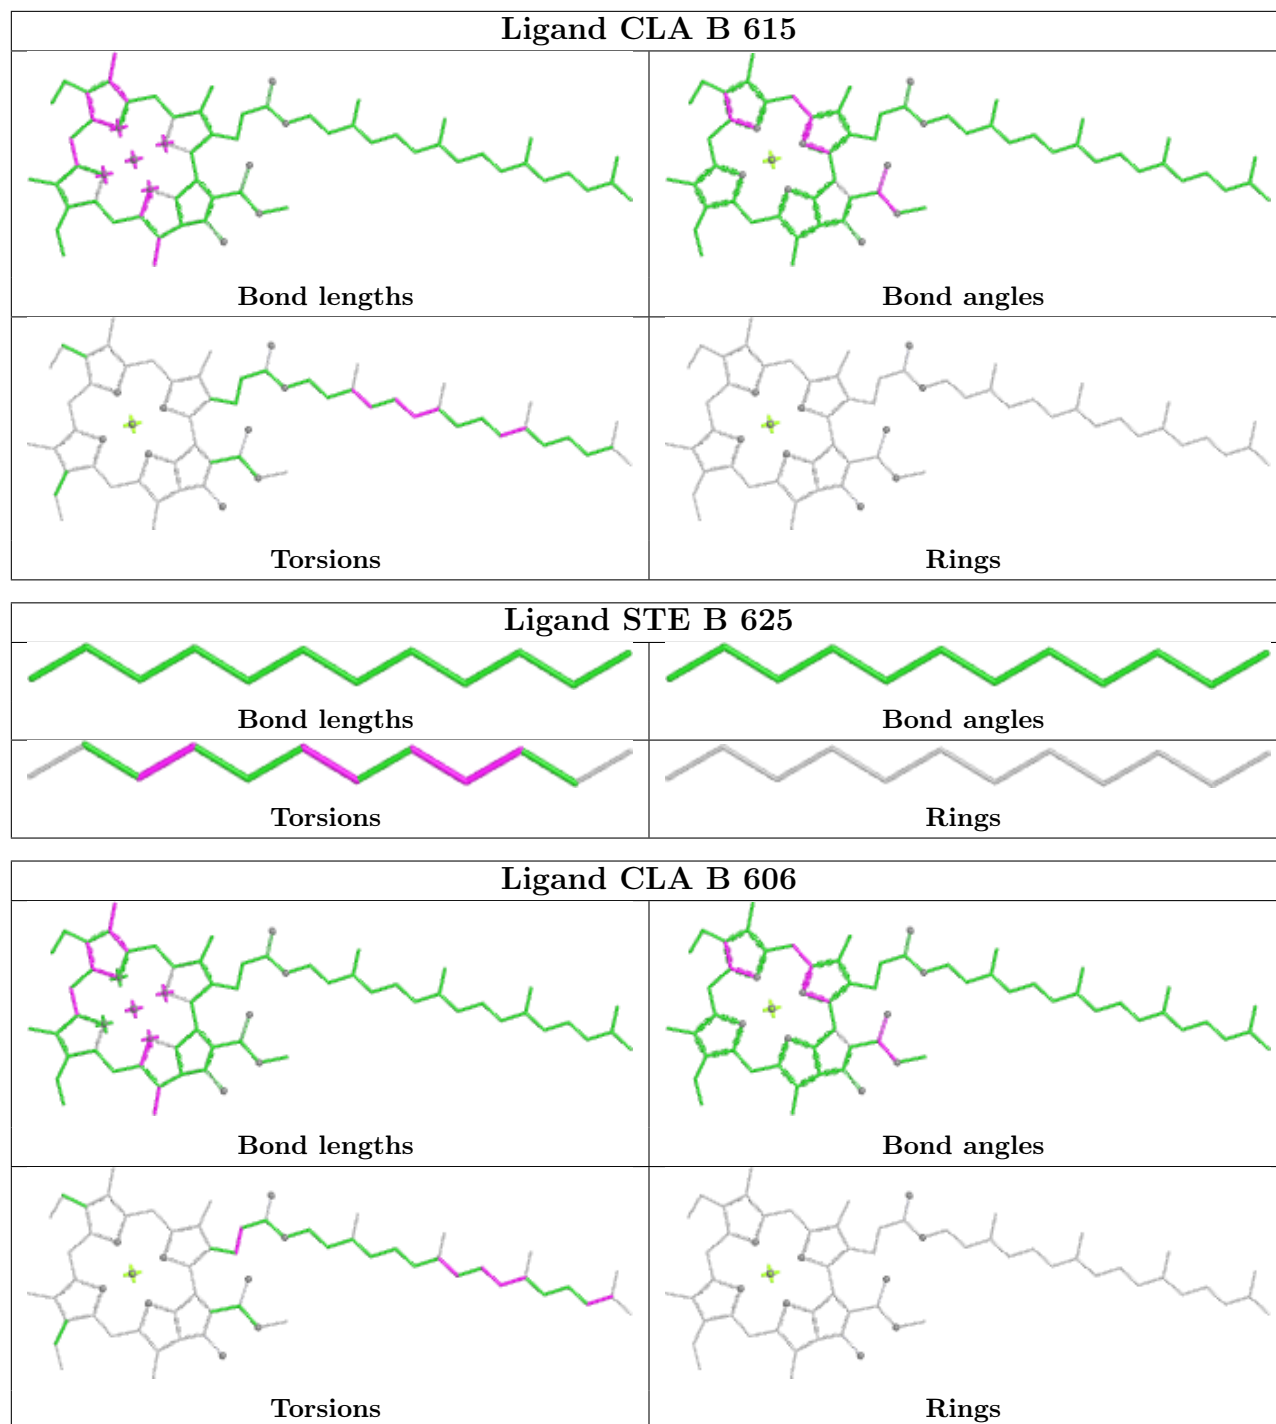 Ligand CLA B 615
Bond lengths
Bond angles
Torsions
Rings
Ligand STE B 625
Bond lengths
Bond angles
Torsions
Rings
Ligand CLA B 606
Bond lengths
Bond angles
Torsions
Rings